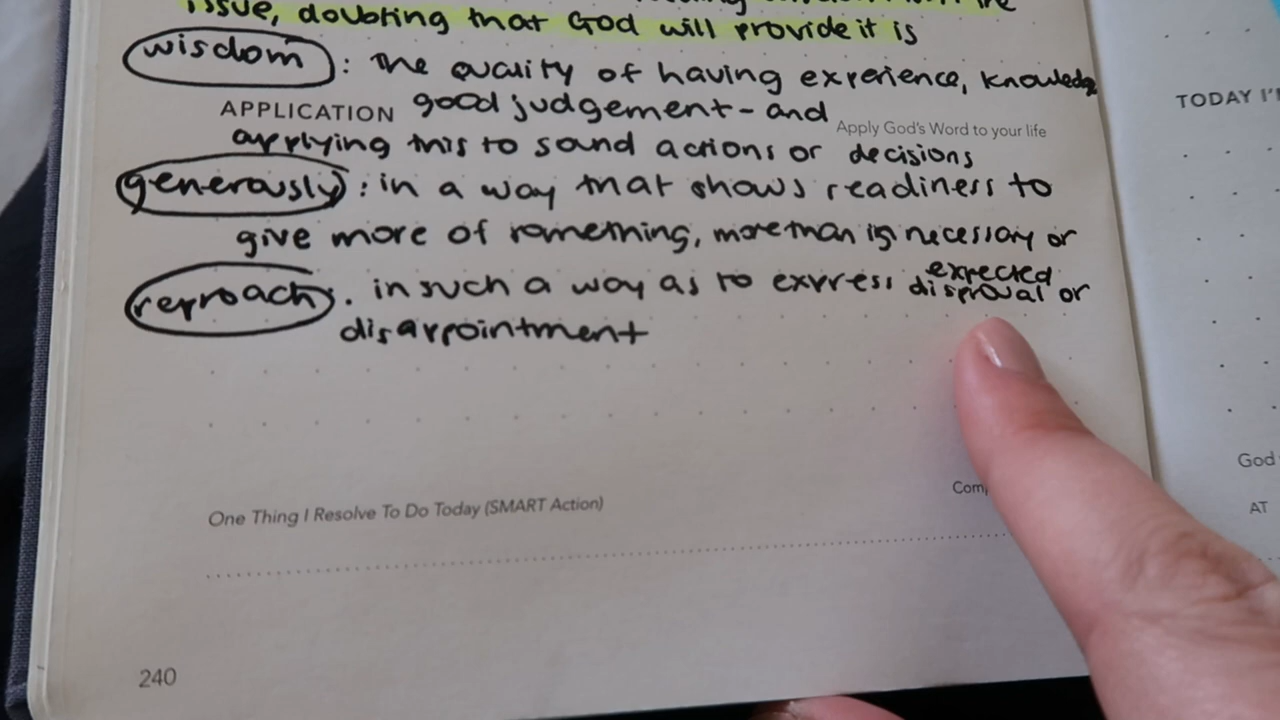 issue, doubting that God will provide it is
wisdom : The quality of having experience, knowledge
APPLICATION good judgement - and
Apply God's Word to your life
applying this to sound actions or decisions
generously : in a way that shows readiness to
give more of something, more than is necessary or
expected
reproach : in such a way as to express disproval or
disappointment
One Thing I Resolve To Do Today (SMART Action)
240
TODAY I'
God
AT